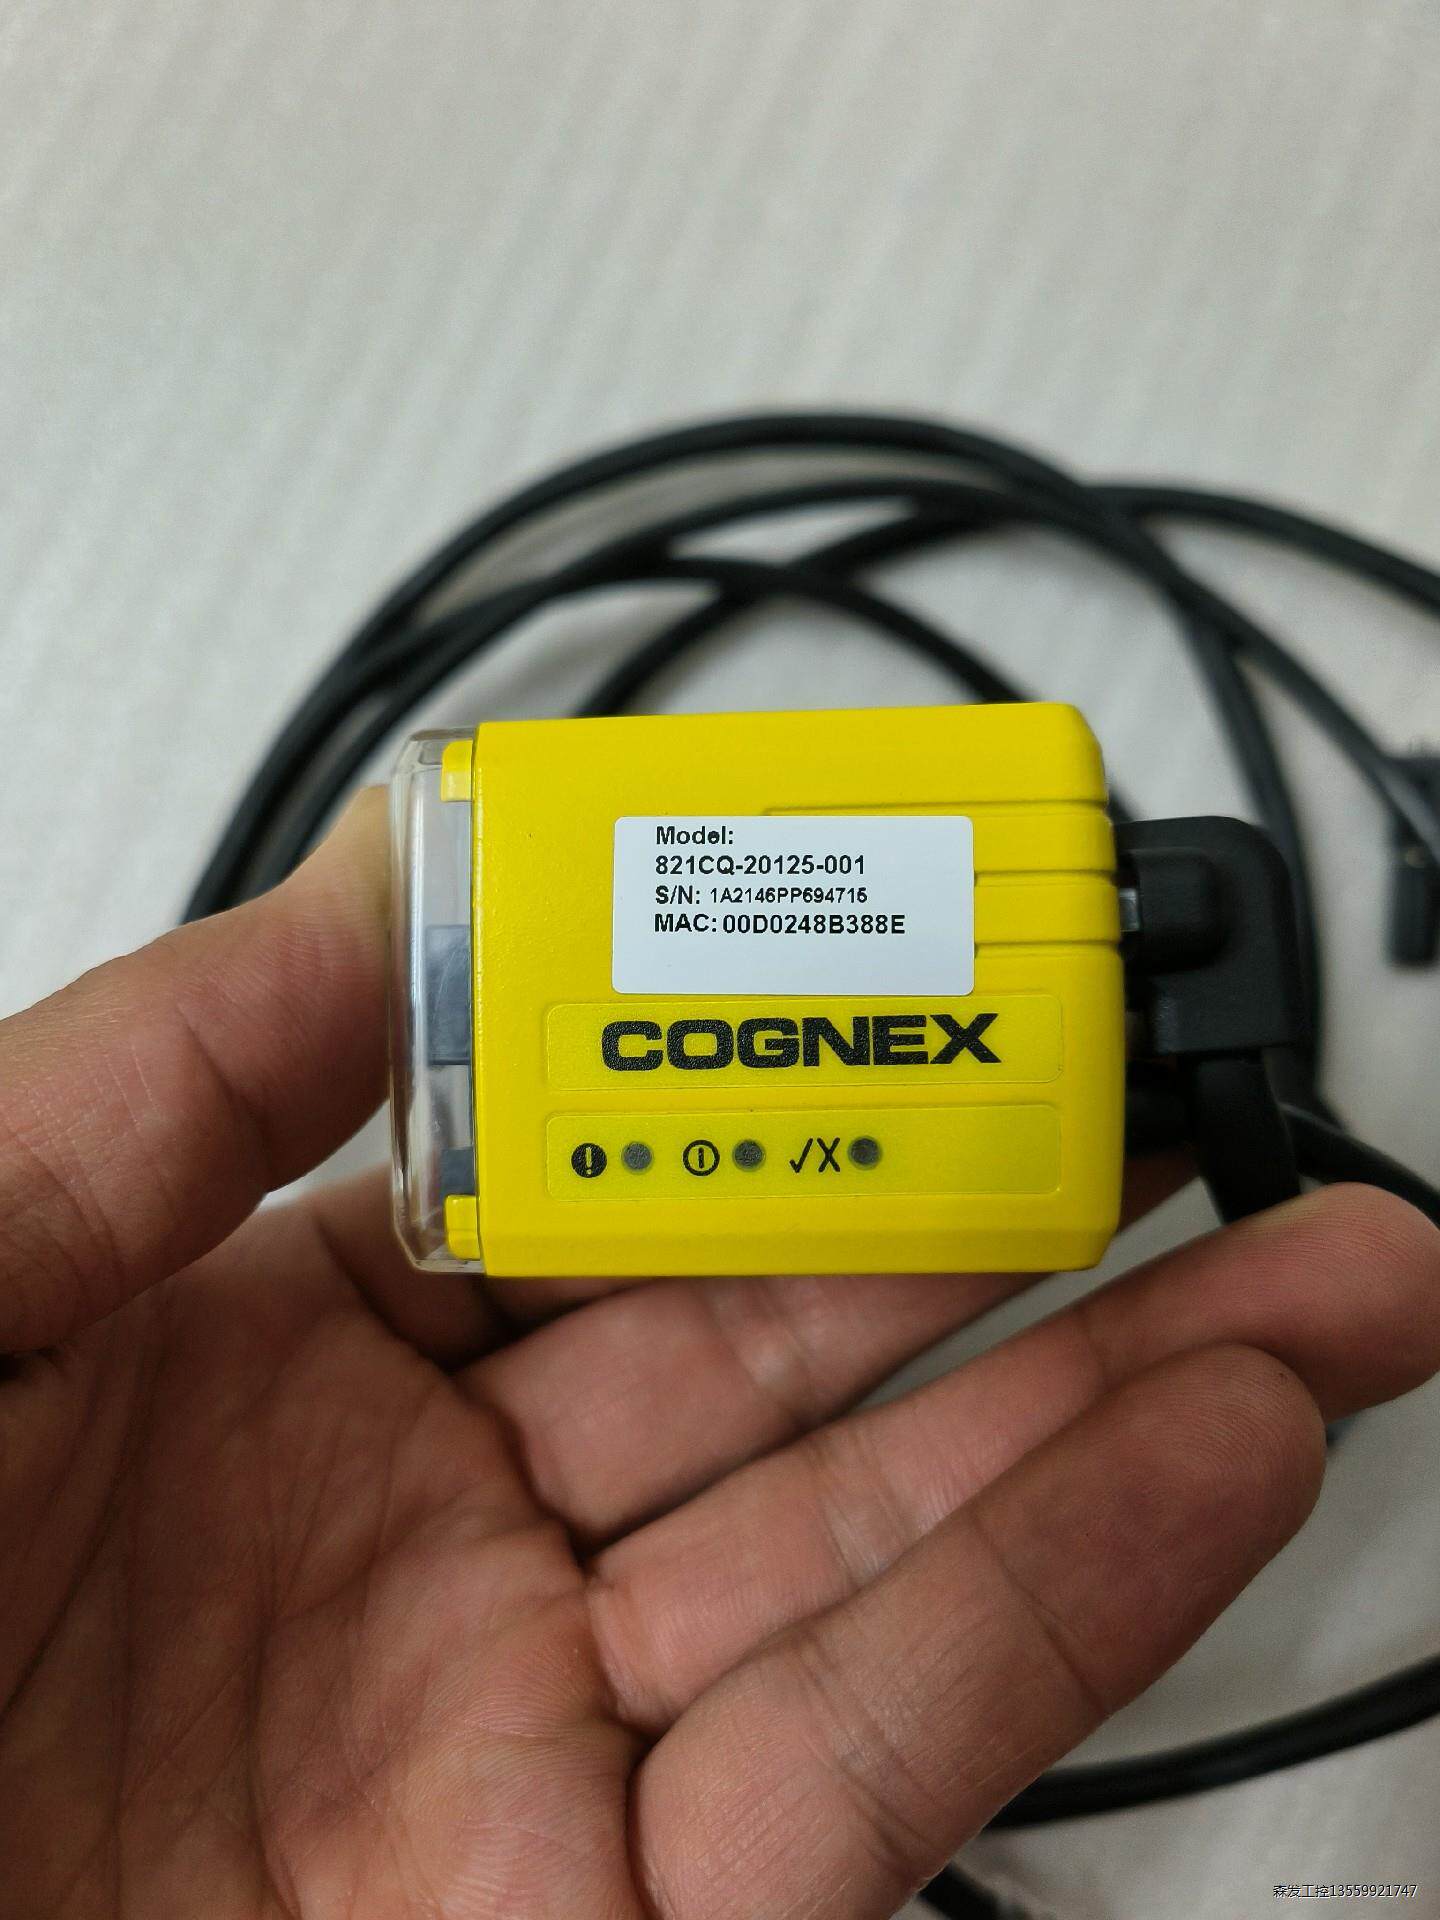 Model:
821CQ-20125-001
S/N: 1A2146PP694715
MAC: 00D0248B388E
COGNEX
√X
森发工控13559921747